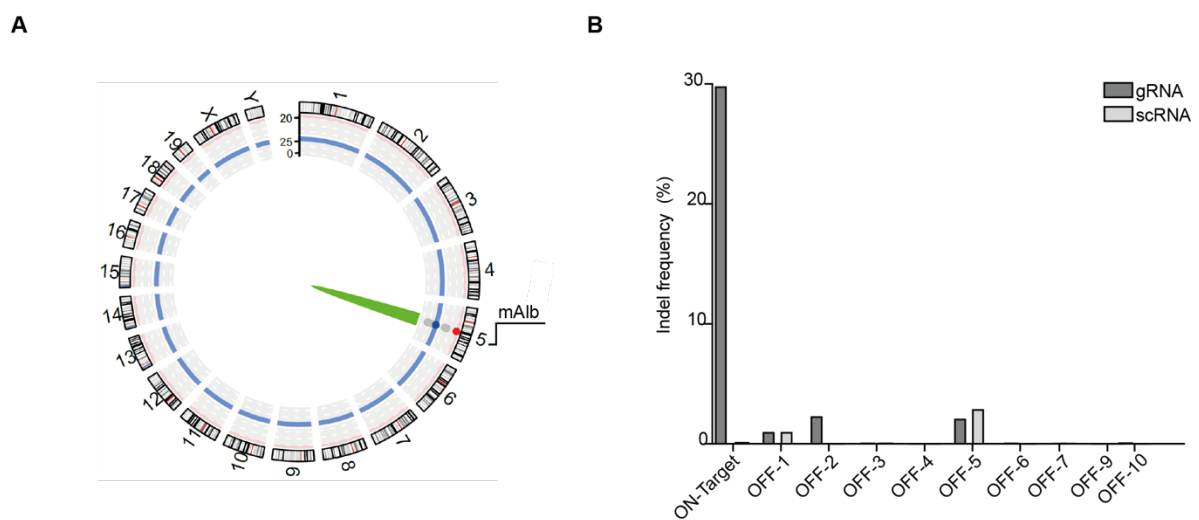 A
B
1
2
3
4
5
6
7
8
9
10
11
12
13
14
15
16
17
18
19
X
Y
20
25
0
mAlb
30
20
10
0
Indel frequency (%)
gRNA
scRNA
ON-Target
OFF-1
OFF-2
OFF-3
OFF-4
OFF-5
OFF-6
OFF-7
OFF-9
OFF-10